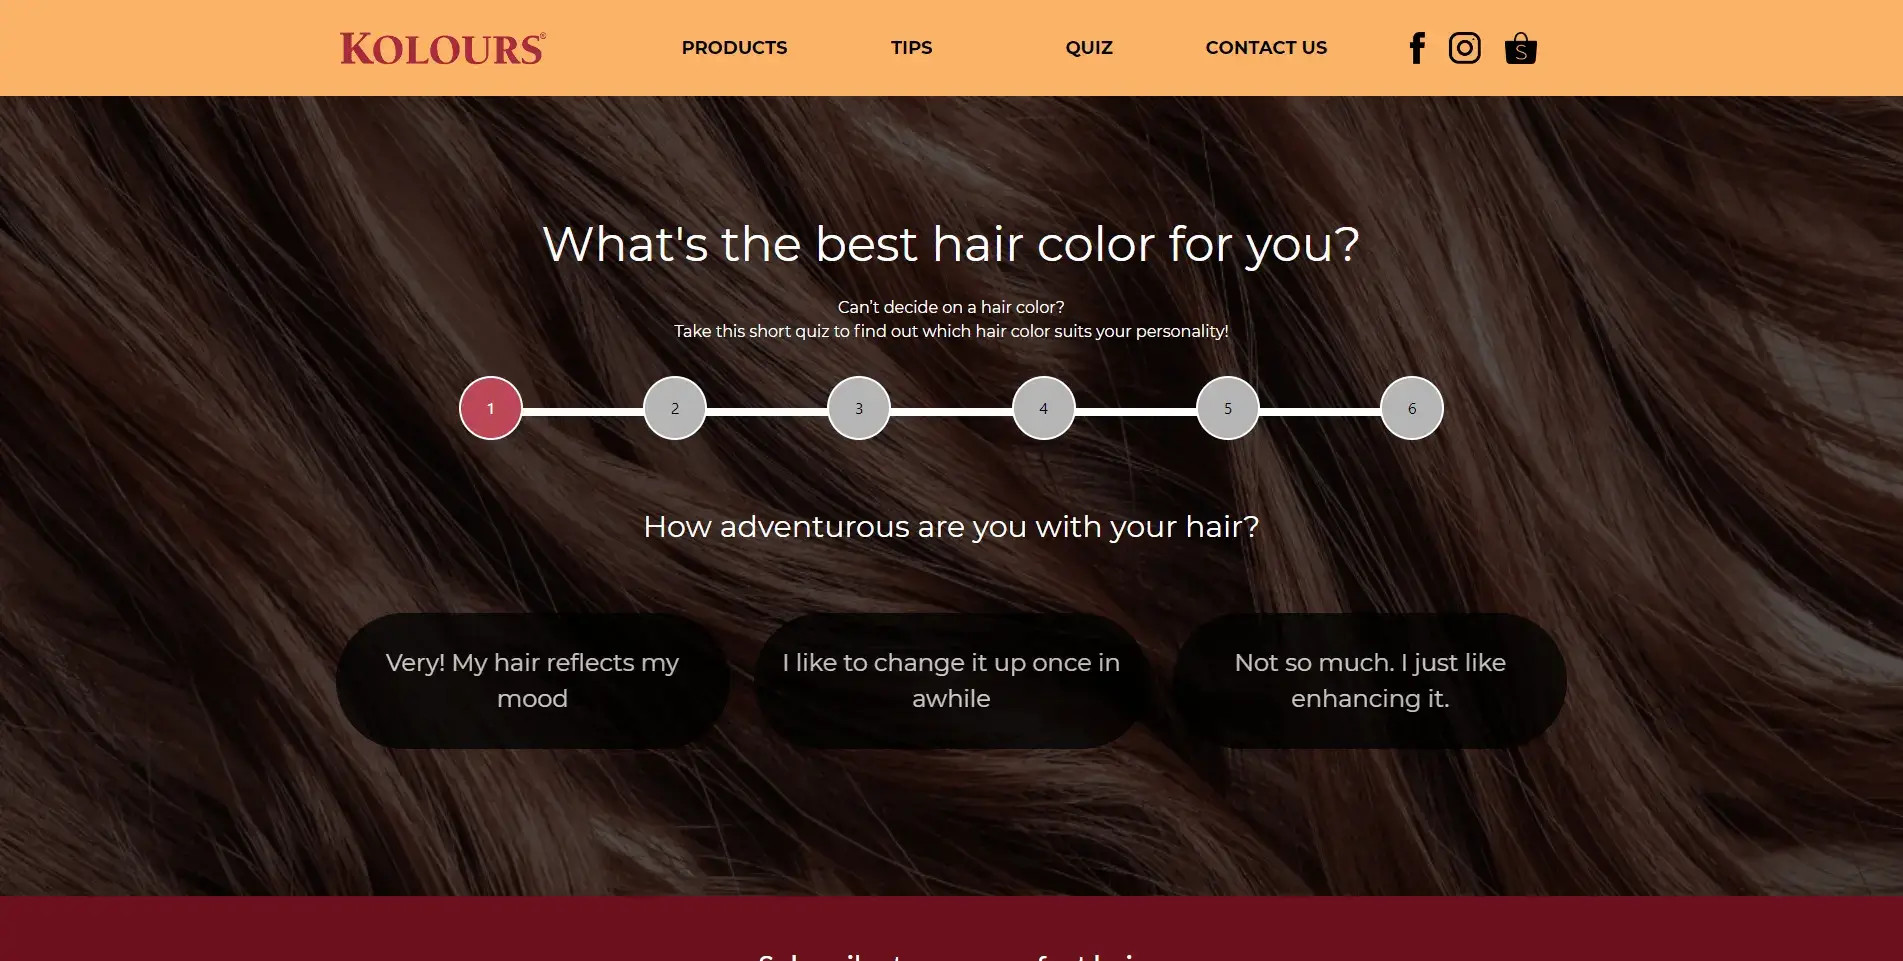 KOLOURS®
PRODUCTS
TIPS
QUIZ
CONTACT US
What's the best hair color for you?
Can't decide on a hair color?
Take this short quiz to find out which hair color suits your personality!
1
2
3
4
5
6
How adventurous are you with your hair?
Very! My hair reflects my
mood
I like to change it up once in
awhile
Not so much. I just like
enhancing it.